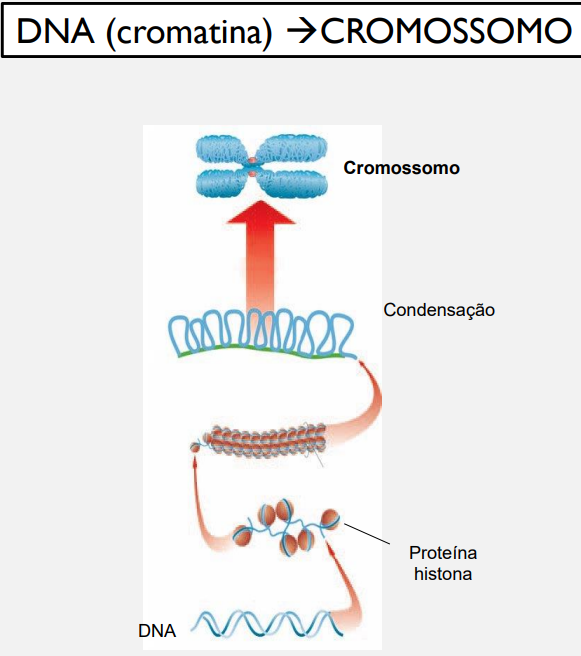 DNA (cromatina) →CROMOSSOMO
Cromossomo
Condensação
Proteína
histona
DNA